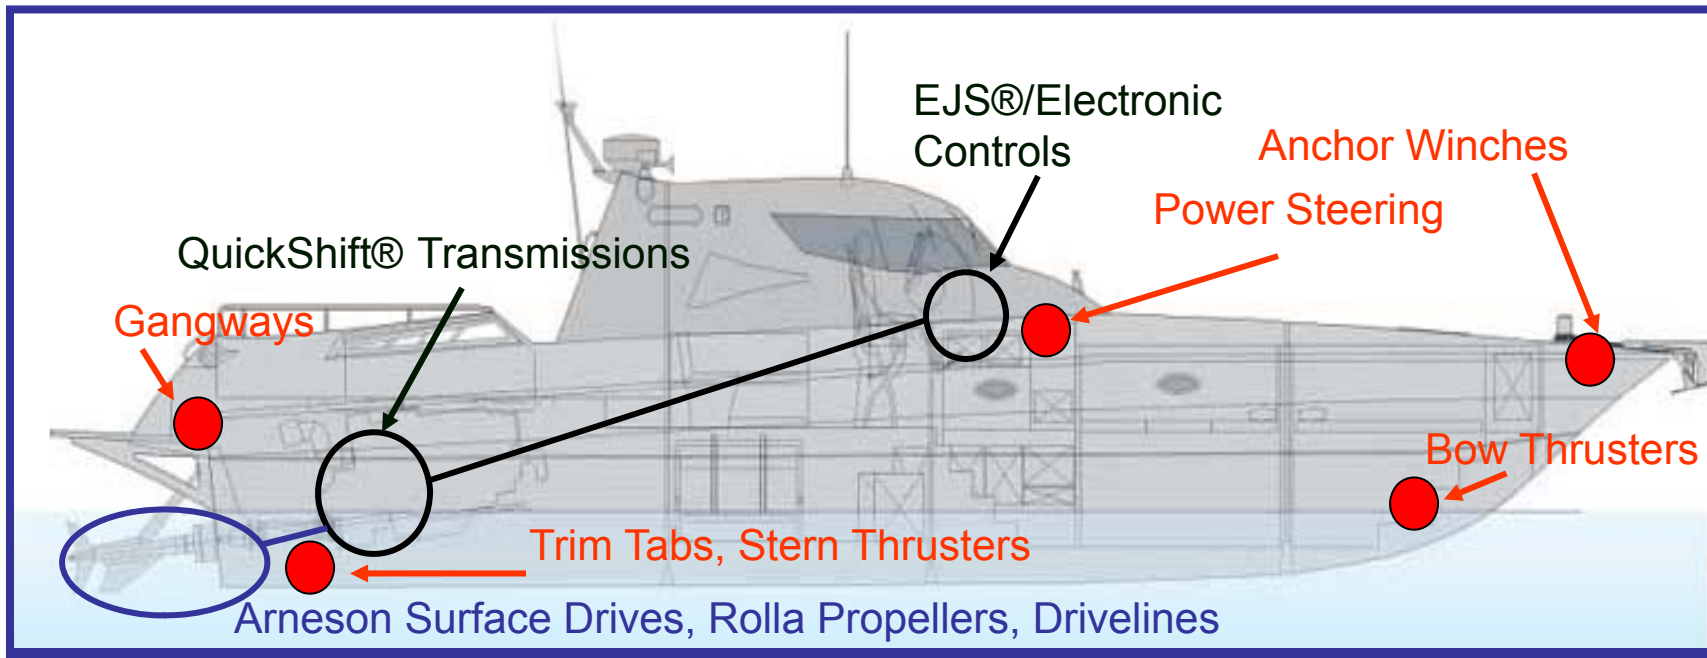 EJS®/Electronic
Controls
Anchor Winches
Power Steering
QuickShift® Transmissions
Gangways
Bow Thrusters
Trim Tabs, Stern Thrusters
Arneson Surface Drives, Rolla Propellers, Drivelines